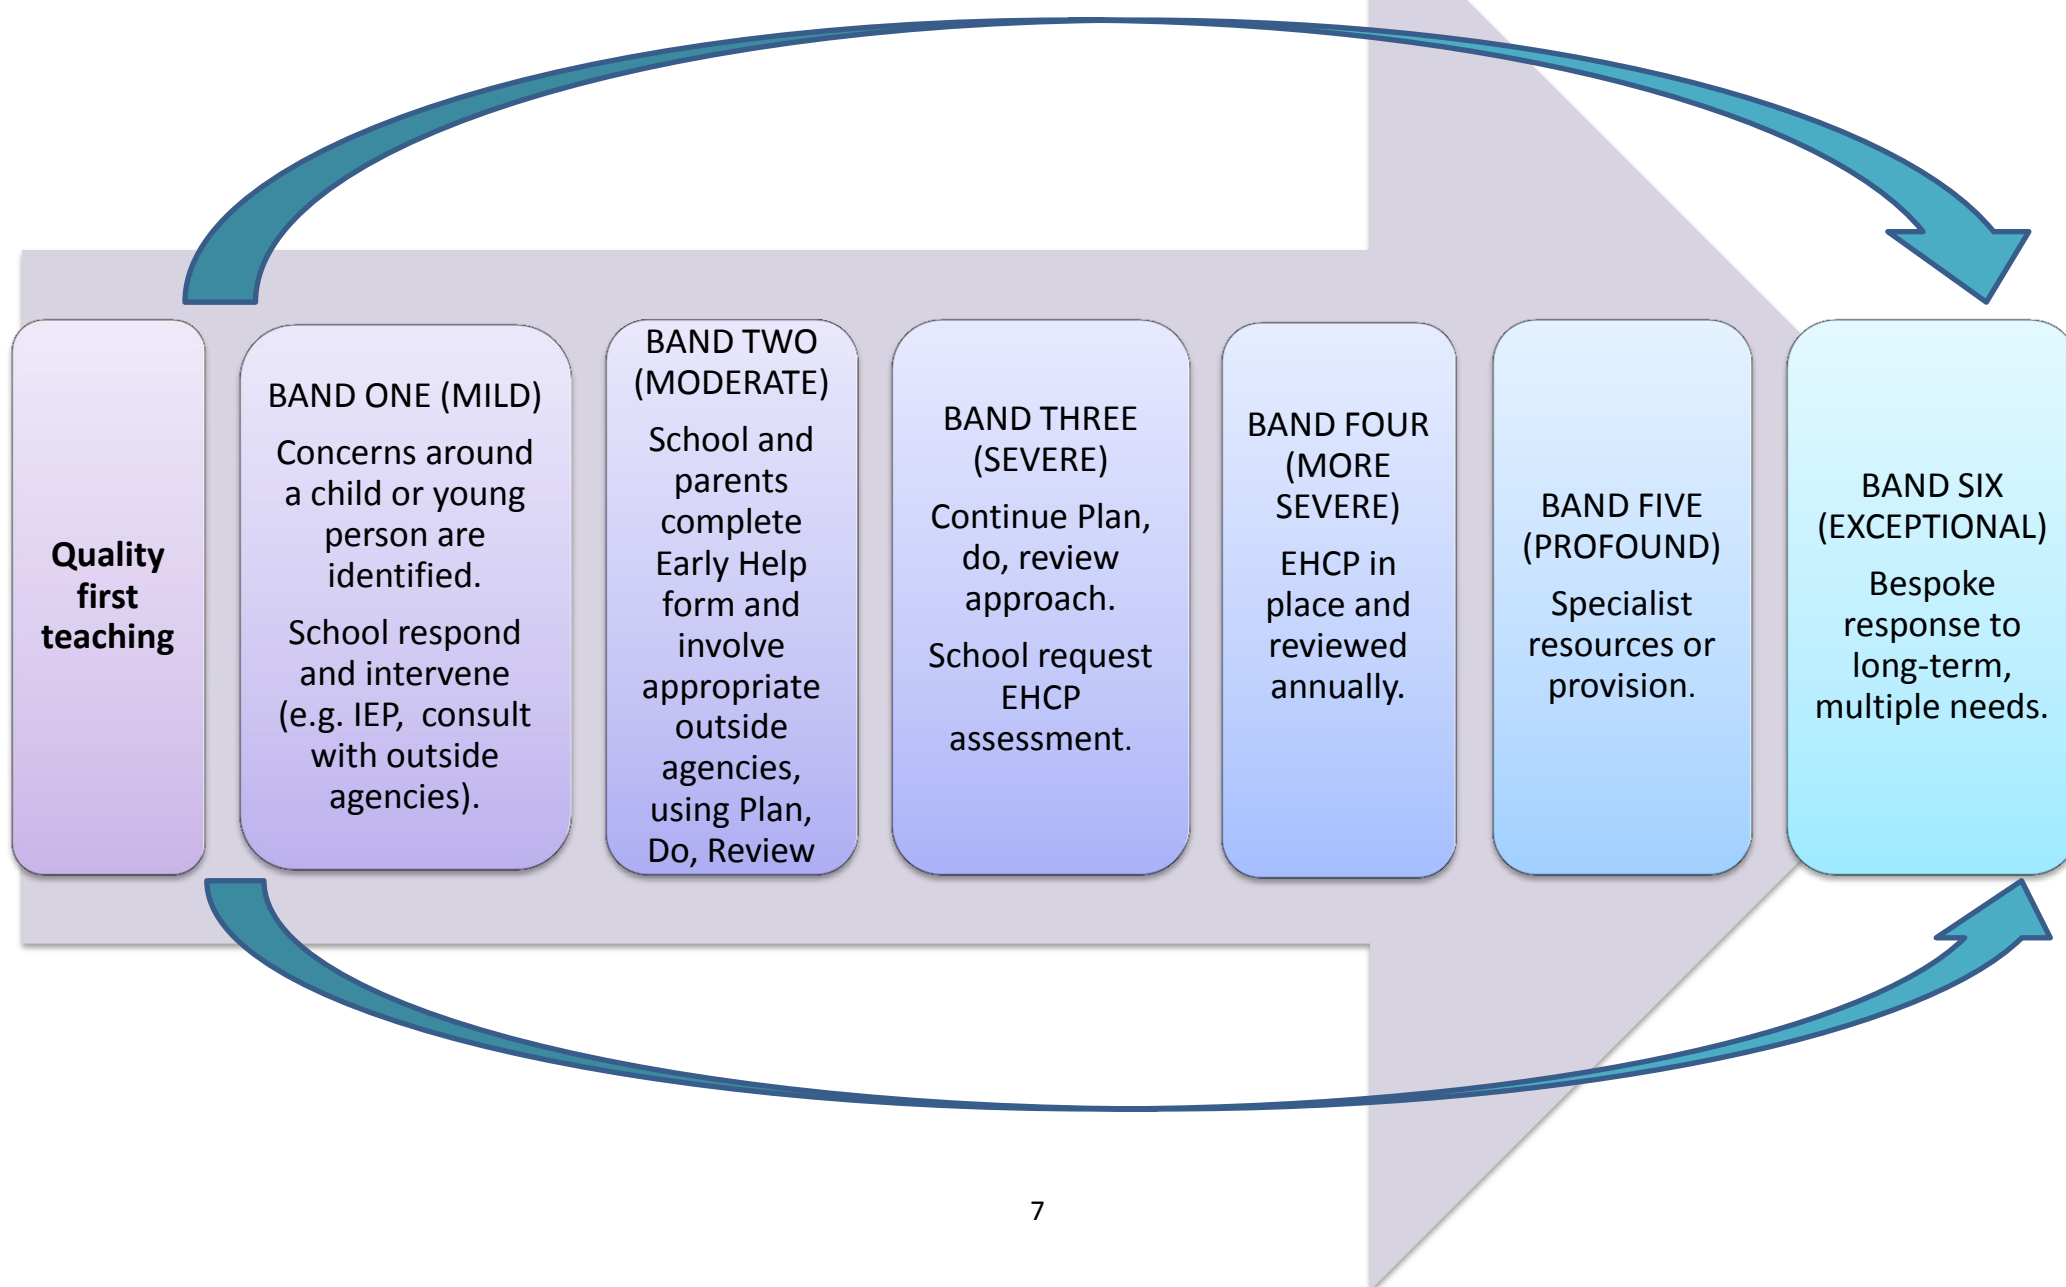 Quality
first
teaching
BAND ONE (MILD)
Concerns around
a child or young
person are
identified.
School respond
and intervene
(e.g. IEP,  consult
with outside
agencies).
BAND TWO
(MODERATE)
School and
parents
complete
Early Help
form and
involve
appropriate
outside
agencies,
using Plan,
Do, Review
BAND THREE
(SEVERE)
Continue Plan,
do, review
approach.
School request
EHCP
assessment.
BAND FOUR
(MORE
SEVERE)
EHCP in
place and
reviewed
annually.
BAND FIVE
(PROFOUND)
Specialist
resources or
provision.
BAND SIX
(EXCEPTIONAL)
Bespoke
response to
long-term,
multiple needs.
7